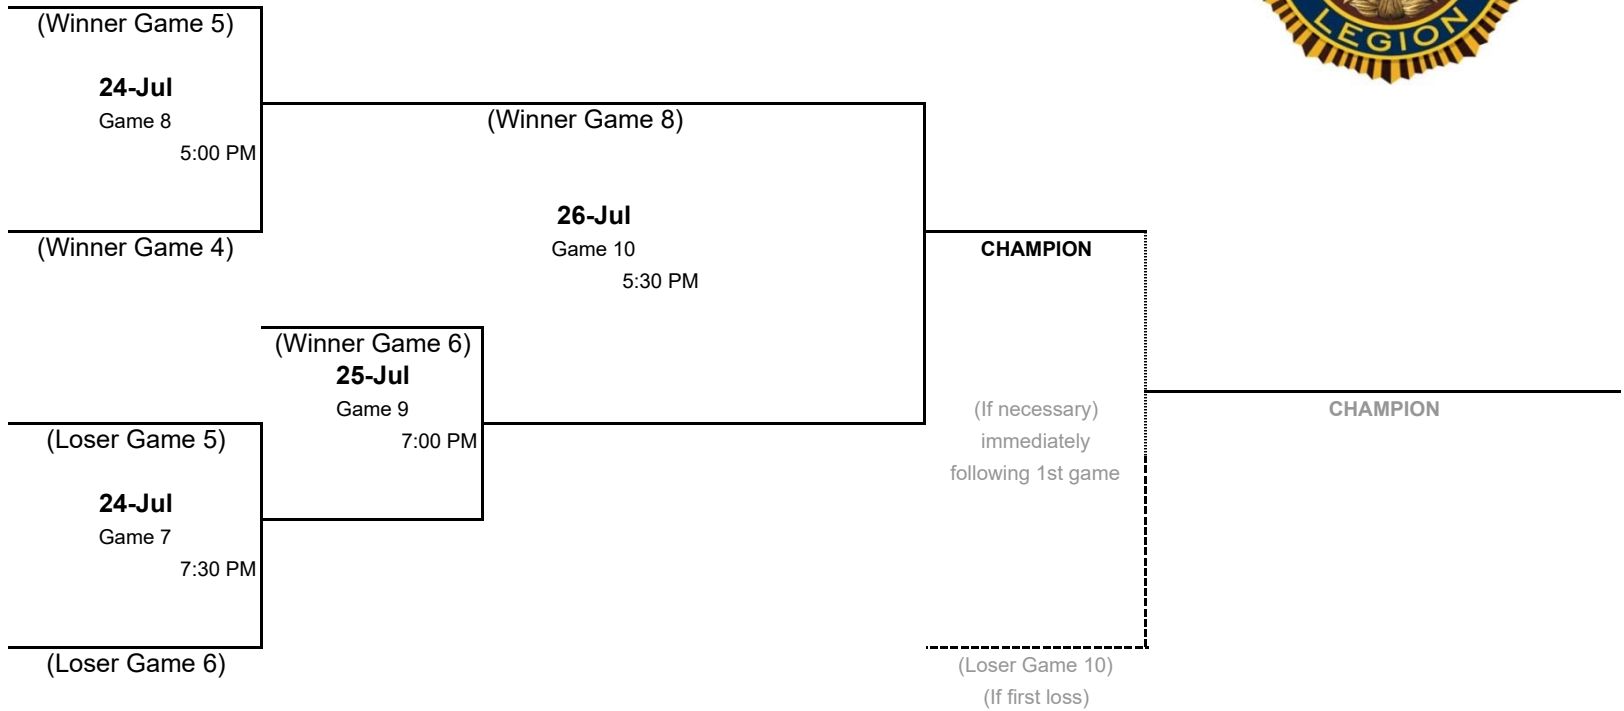 LEGION
(Winner Game 5)
24-Jul
Game 8
5:00 PM
(Winner Game 4)
(Winner Game 8)
26-Jul
Game 10
5:30 PM
CHAMPION
(Winner Game 6)
25-Jul
Game 9
7:00 PM
(Loser Game 5)
24-Jul
Game 7
7:30 PM
(Loser Game 6)
(If necessary)
immediately
following 1st game
CHAMPION
(Loser Game 10)
(If first loss)